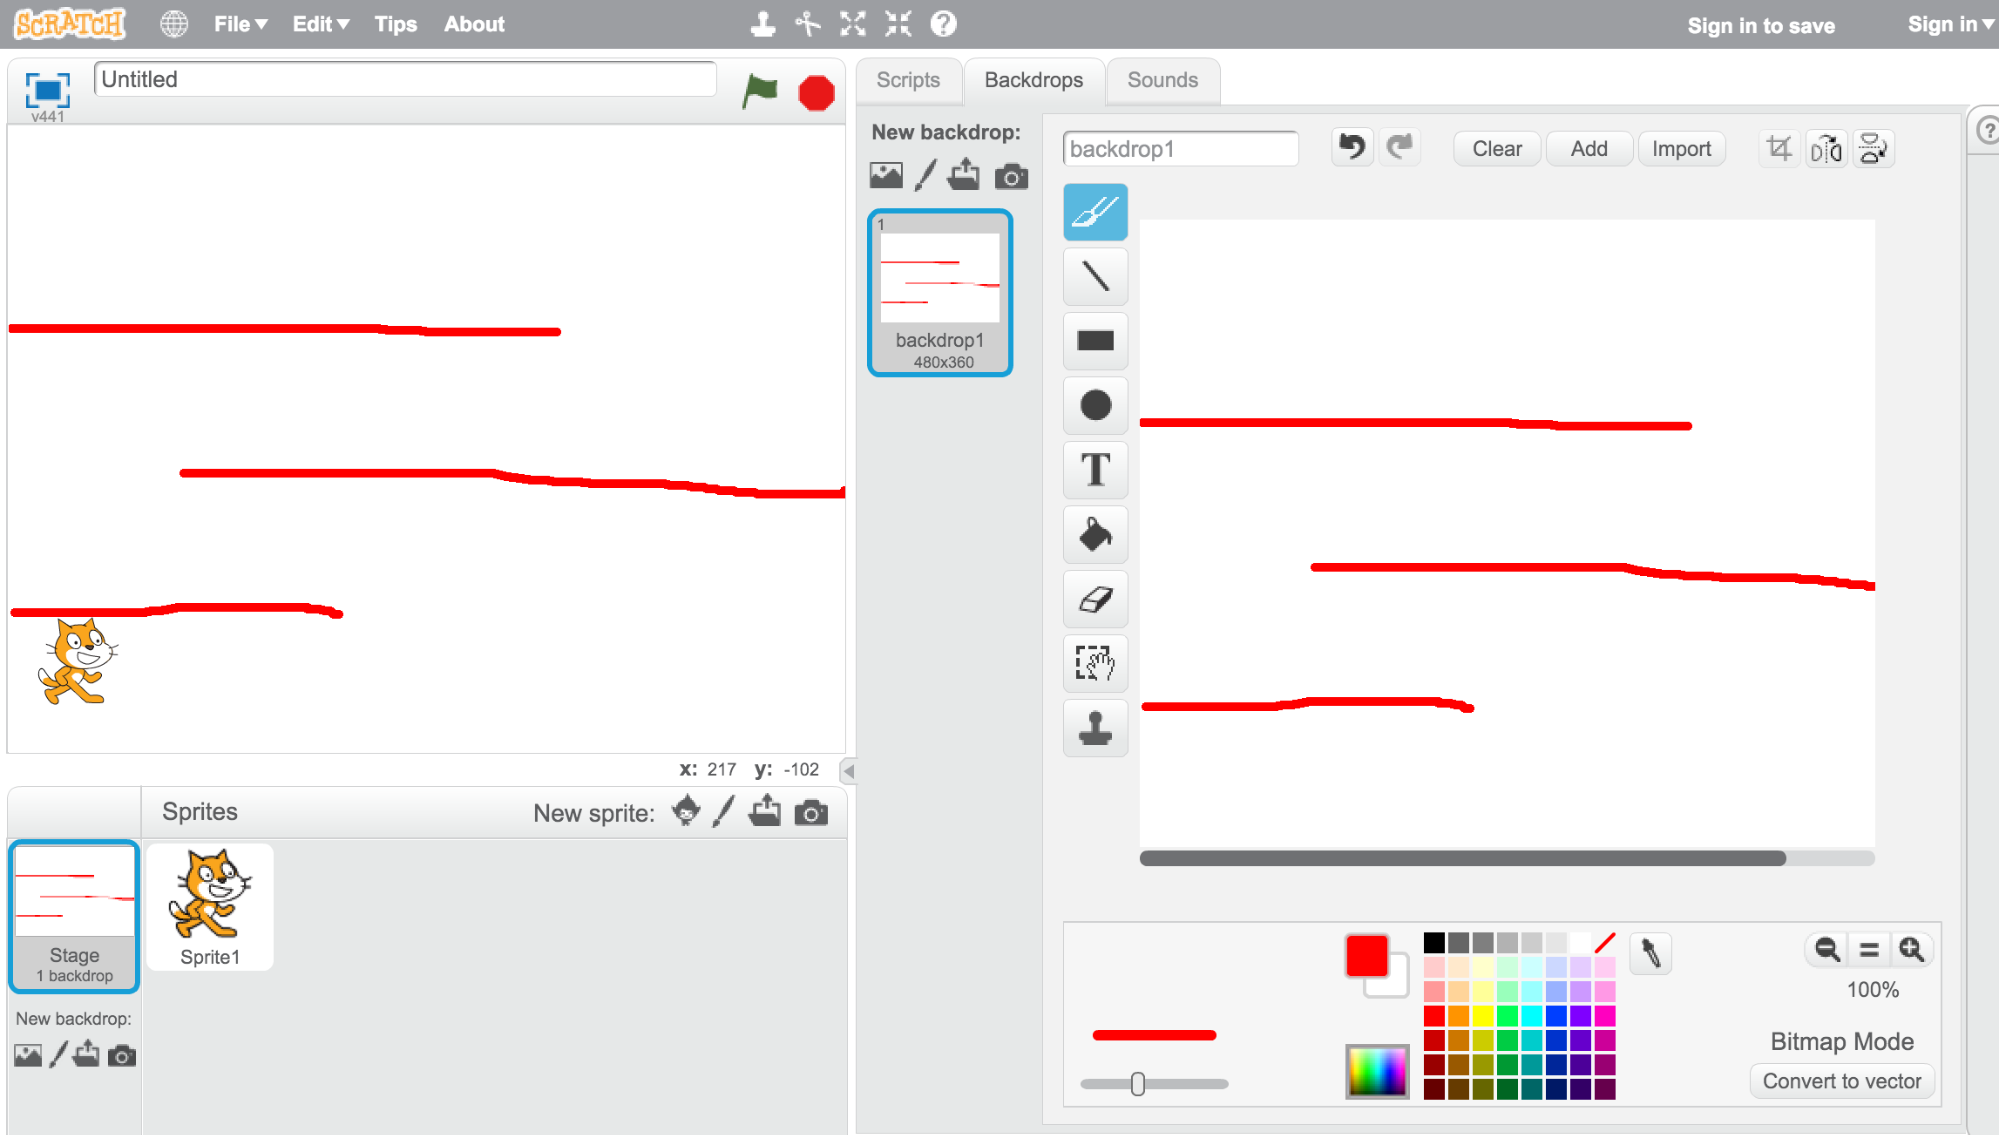 SCRATCH File Edit Tips About Sign in to save Sign in
Untitled
v441
Scripts Backdrops Sounds
New backdrop:
backdrop1 Clear Add Import
1
backdrop1
480x360
T
x: 217 y: -102
Sprites New sprite:
Stage
1 backdrop
Sprite1
New backdrop:
100%
Bitmap Mode
Convert to vector